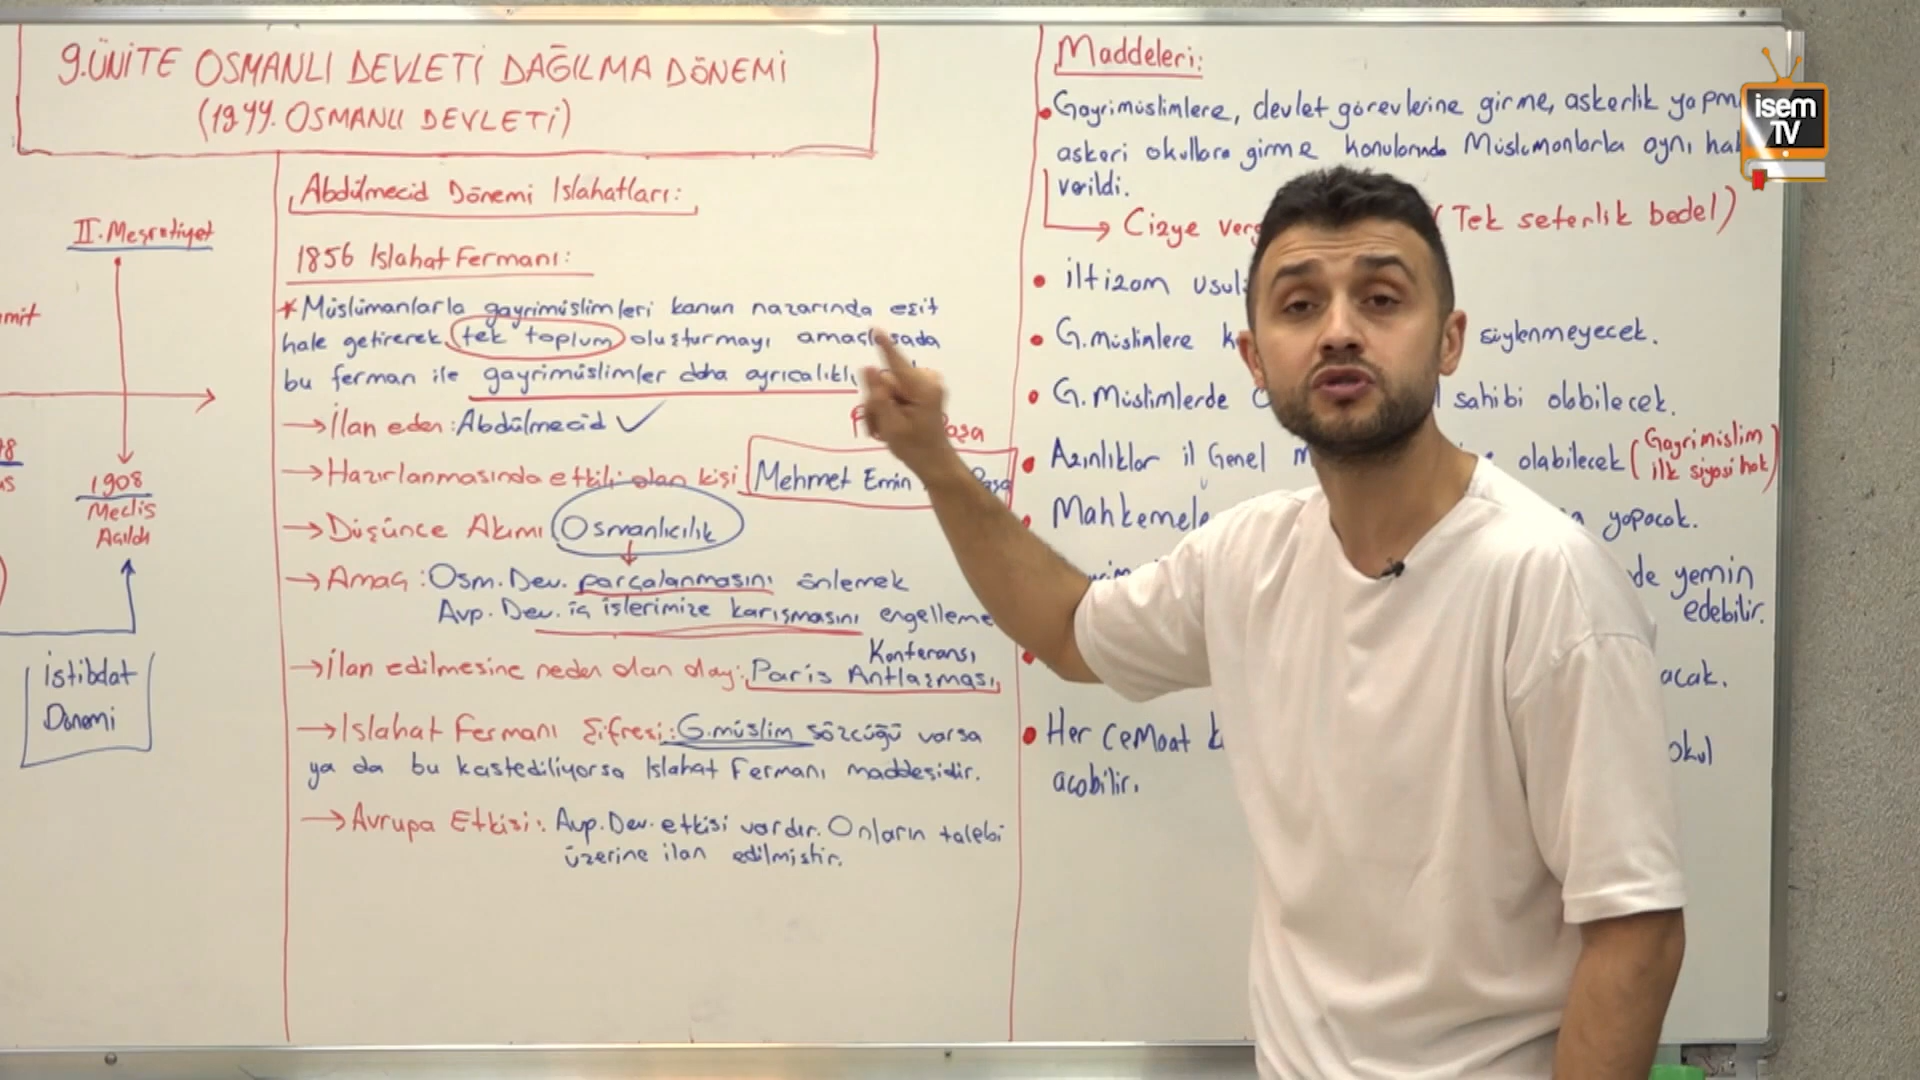 9.ÜNİTE OSMANLI DEVLETİ DAĞILMA DÖNEMİ
(19.YY. OSMANLI DEVLETİ)
II. Meşrutiyet
1908
Meclis
Açıldı
İstibdat
Dönemi
Abdülmecid Dönemi Islahatları:
1856 Islahat Fermanı:
* Müslümanlarla gayrimüslimleri kanun nazarında eşit
hale getirerek tek toplum oluşturmayı amaçlasada
bu ferman ile gayrimüslimler daha ayrıcalıklı
→ İlan eden: Abdülmecid ✓
→ Hazırlanmasında etkili olan kişi Mehmet Emin Paşa
→ Düşünce Akımı Osmanlıcılık
→ Amaç: Osm. Dev. parçalanmasını önlemek
Avp. Dev. iç işlerimize karışmasını engelleme
→ İlan edilmesine neden olan olay: Paris Antlaşması
Konferansı
→ Islahat Fermanı Şifresi: G.müslim sözcüğü varsa
ya da bu kastediliyorsa Islahat Fermanı maddesidir.
→ Avrupa Etkisi: Avp. Dev. etkisi vardır. Onların talebi
üzerine ilan edilmiştir.
Maddeleri:
• Gayrimüslimlere, devlet görevlerine girme, askerlik yapm
askeri okullara girme konularında Müslümanlarla aynı hak
verildi.
→ Cizye verg (Tek seferlik bedel)
• İltizam usul
• G.müslimlere k söylenmeyecek.
• G.Müslimlerde sahibi olabilecek.
• Azınlıklar il Genel olabilecek (Gayrimislim
ilk siyasi hak)
• Mahkemele yapacak.
de yemin
edebilir.
acak.
• Her cemaat k okul
açabilir.
isem
TV